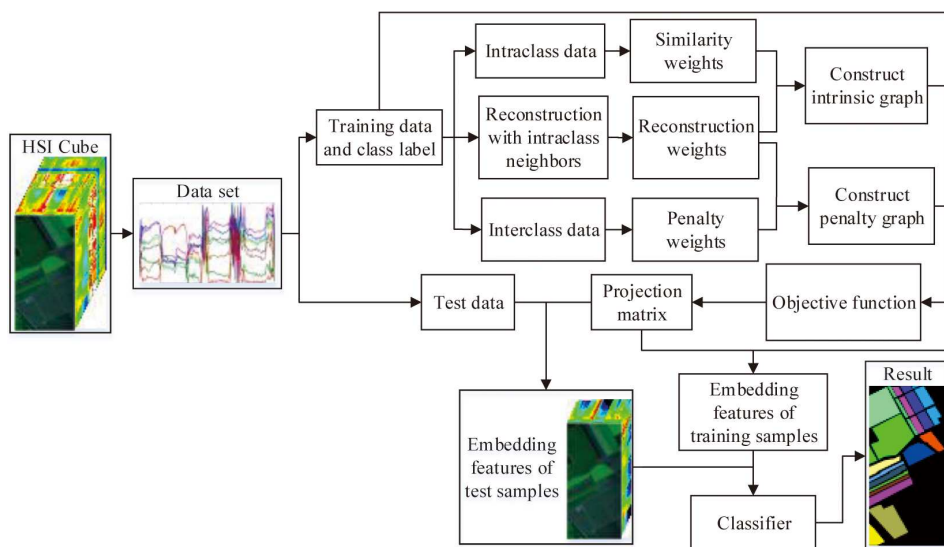 HSI Cube
Data set
Training data
and class label
Intraclass data
Similarity
weights
Reconstruction
with intraclass
neighbors
Reconstruction
weights
Interclass data
Penalty
weights
Construct
intrinsic graph
Construct
penalty graph
Test data
Projection
matrix
Objective function
Embedding
features of
test samples
Embedding
features of
training samples
Classifier
Result